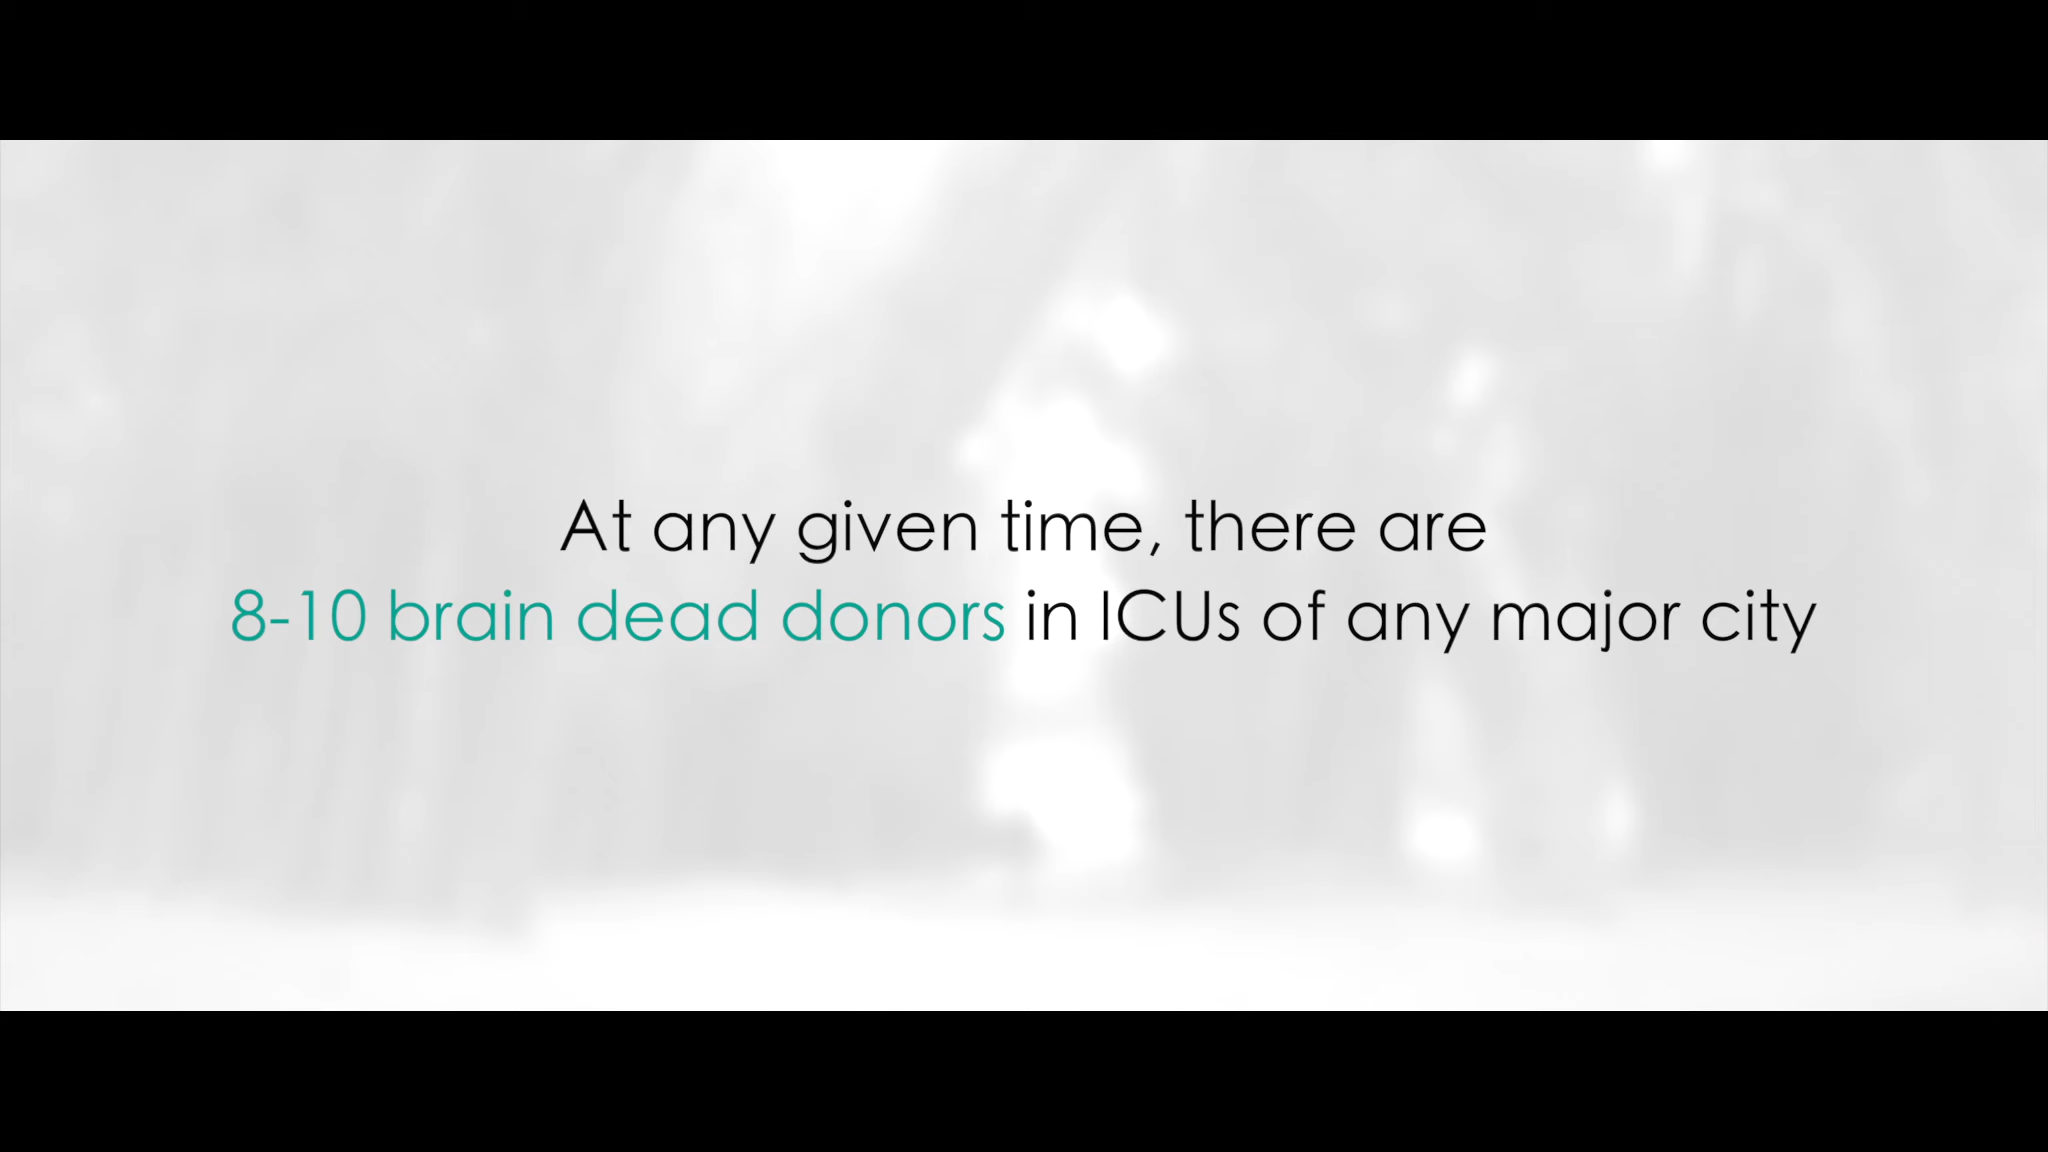 At any given time, there are
8-10 brain dead donors in ICUs of any major city